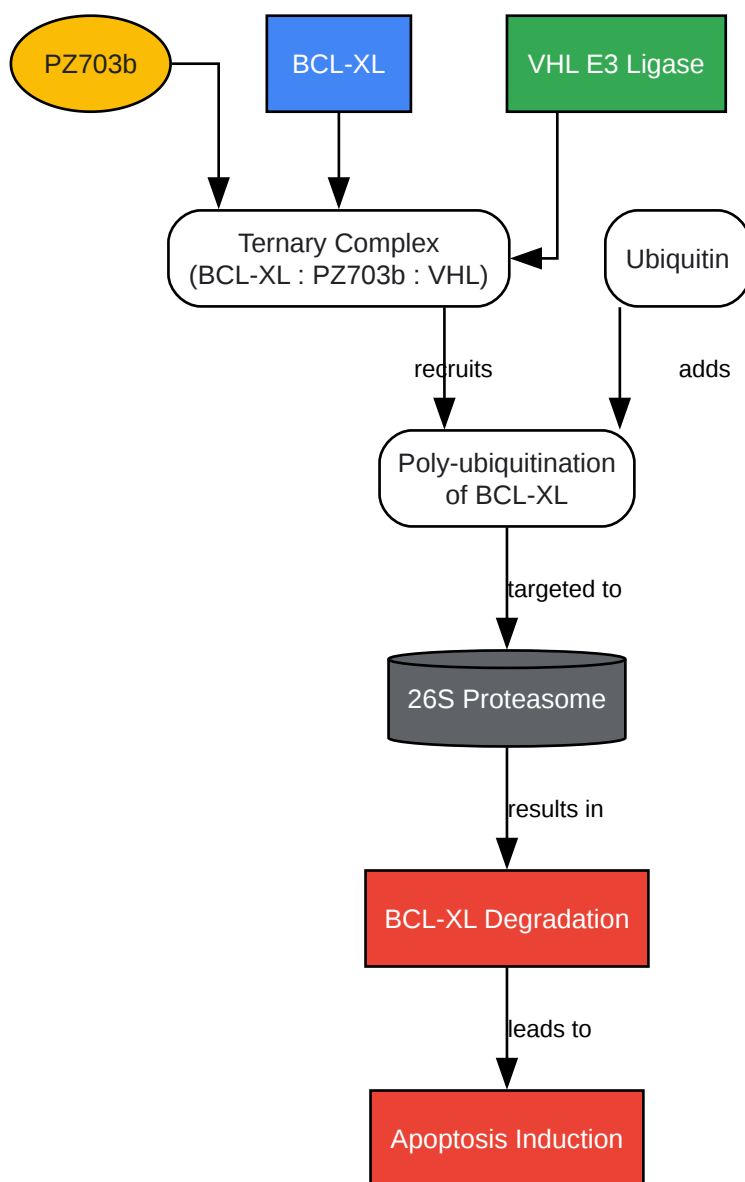 PZ703b
BCL-XL
VHL E3 Ligase
Ternary Complex
(BCL-XL : PZ703b : VHL)
Ubiquitin
recruits
adds
Poly-ubiquitination
of BCL-XL
targeted to
26S Proteasome
results in
BCL-XL Degradation
leads to
Apoptosis Induction